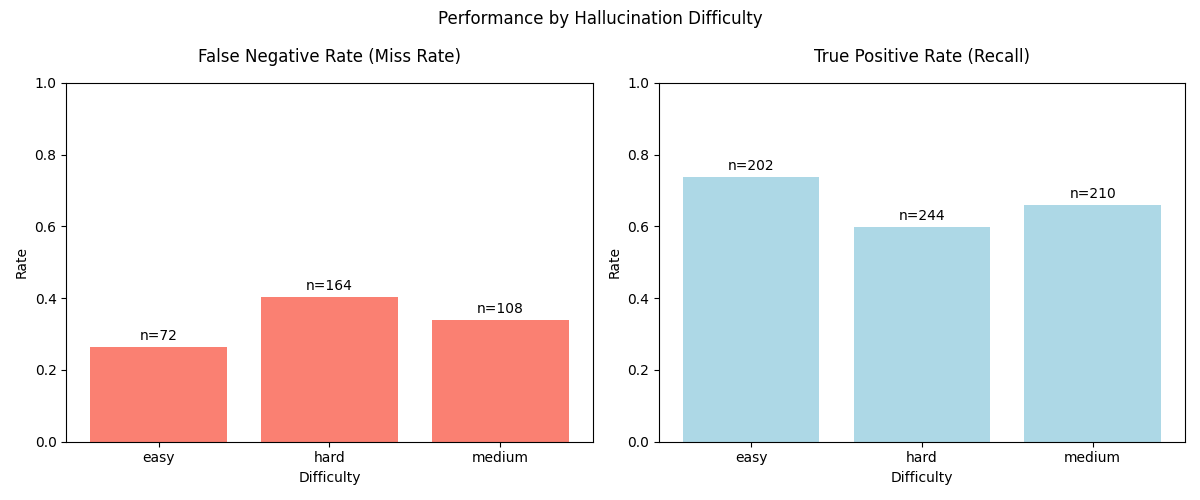 Performance by Hallucination Difficulty
False Negative Rate (Miss Rate)
1.0
0.8
0.6
0.4
0.2
0.0
Rate
n=72
n=164
n=108
easy
hard
medium
Difficulty
True Positive Rate (Recall)
1.0
0.8
0.6
0.4
0.2
0.0
Rate
n=202
n=244
n=210
easy
hard
medium
Difficulty